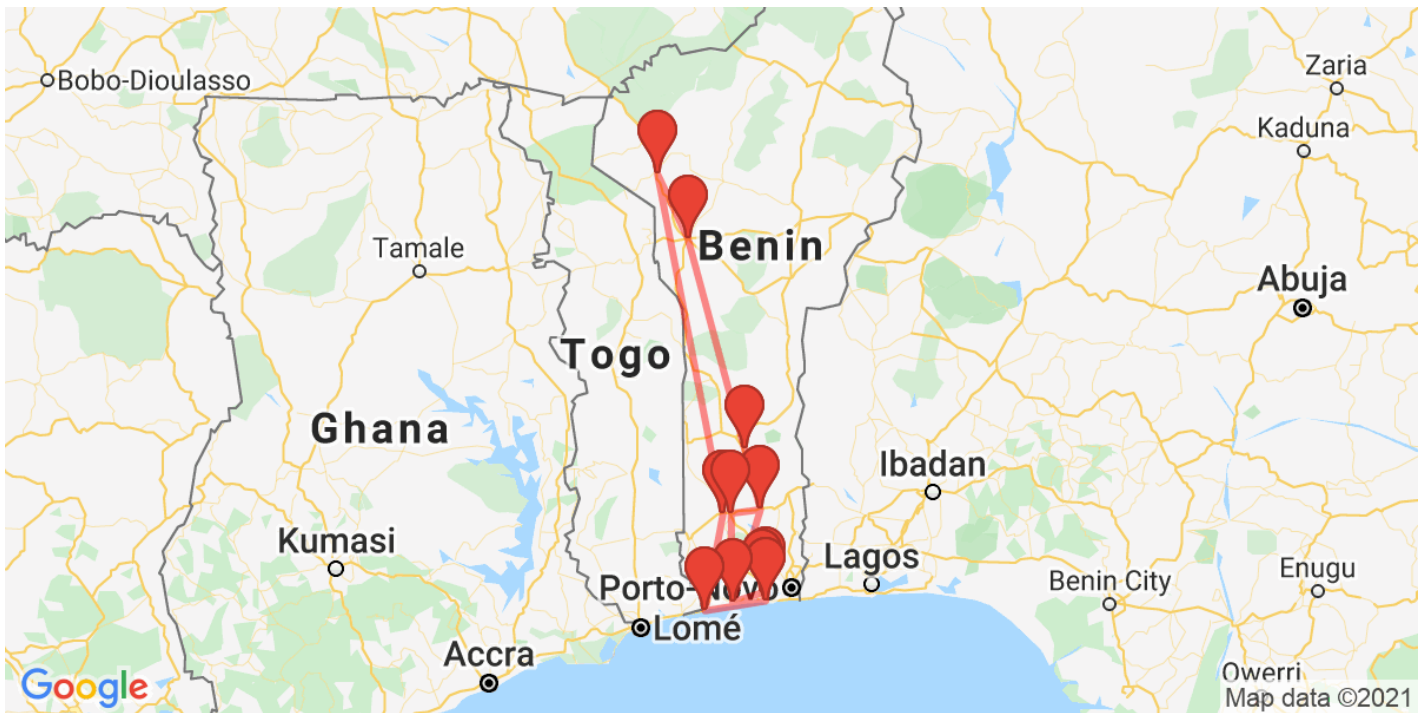 Zaria
Bobo-Dioulasso
Kaduna
Tamale
Benin
Abuja
Togo
Ghana
Ibadan
Kumasi
Lagos
Porto-Novo
Benin City
Enugu
Lomé
Accra
Owerri
Google
Map data ©2021